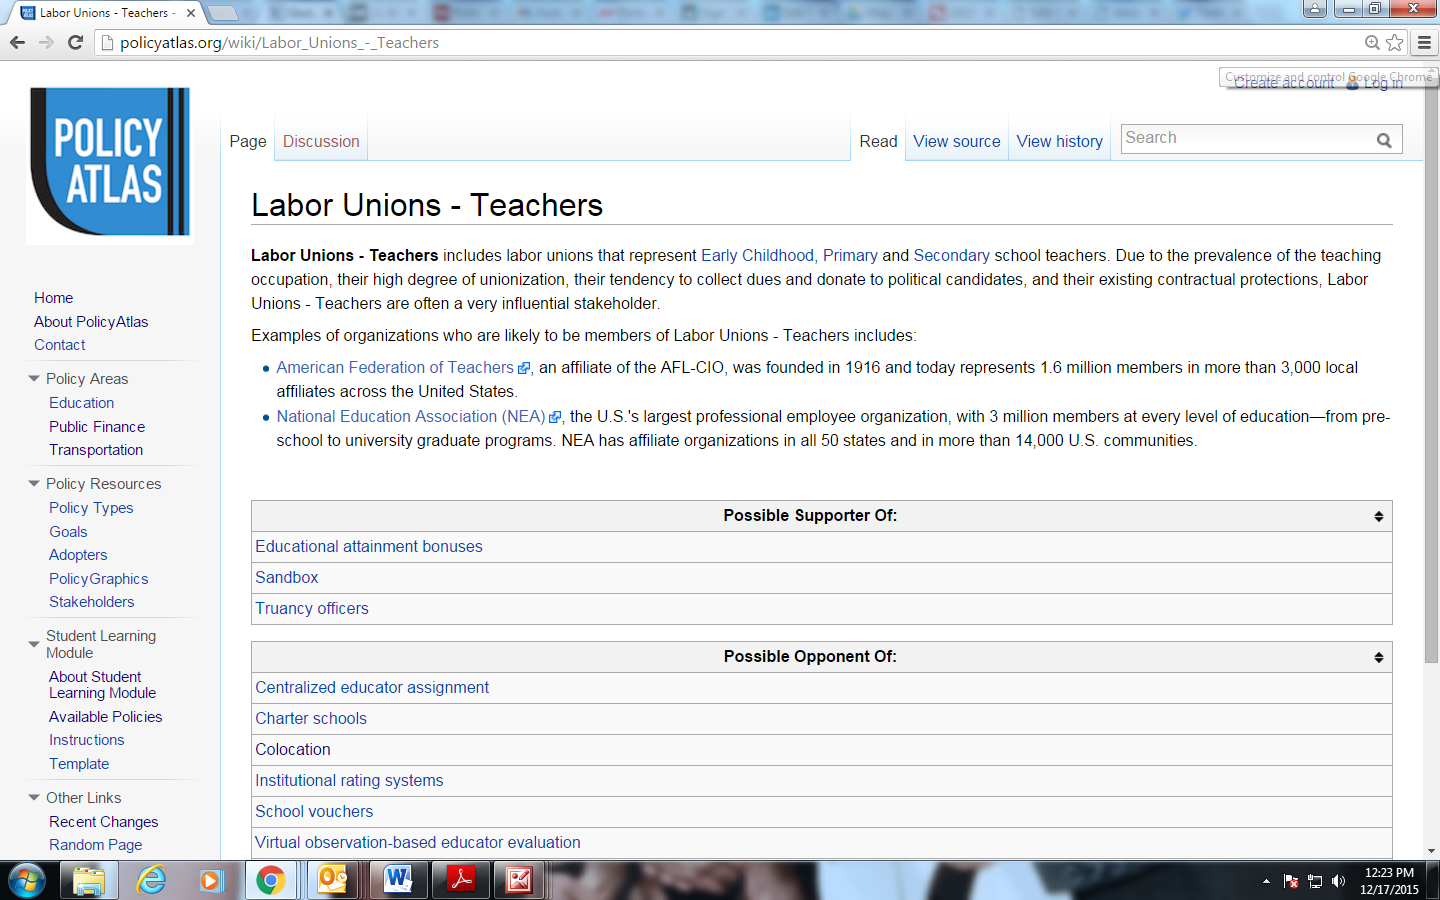 Labor Unions - Teachers -
policyatlas.org/wiki/Labor_Unions_-_Teachers
Customize and control Google Chrome
Create account Log in
POLICY
ATLAS
Page Discussion Read View source View history Search
Labor Unions - Teachers
Labor Unions - Teachers includes labor unions that represent Early Childhood, Primary and Secondary school teachers. Due to the prevalence of the teaching
occupation, their high degree of unionization, their tendency to collect dues and donate to political candidates, and their existing contractual protections, Labor
Unions - Teachers are often a very influential stakeholder.
Examples of organizations who are likely to be members of Labor Unions - Teachers includes:
American Federation of Teachers, an affiliate of the AFL-CIO, was founded in 1916 and today represents 1.6 million members in more than 3,000 local
affiliates across the United States.
National Education Association (NEA), the U.S.'s largest professional employee organization, with 3 million members at every level of education—from pre-
school to university graduate programs. NEA has affiliate organizations in all 50 states and in more than 14,000 U.S. communities.
Possible Supporter Of:
Educational attainment bonuses
Sandbox
Truancy officers
Possible Opponent Of:
Centralized educator assignment
Charter schools
Colocation
Institutional rating systems
School vouchers
Virtual observation-based educator evaluation
Home
About PolicyAtlas
Contact
Policy Areas
Education
Public Finance
Transportation
Policy Resources
Policy Types
Goals
Adopters
PolicyGraphics
Stakeholders
Student Learning
Module
About Student
Learning Module
Available Policies
Instructions
Template
Other Links
Recent Changes
Random Page
12:23 PM
12/17/2015